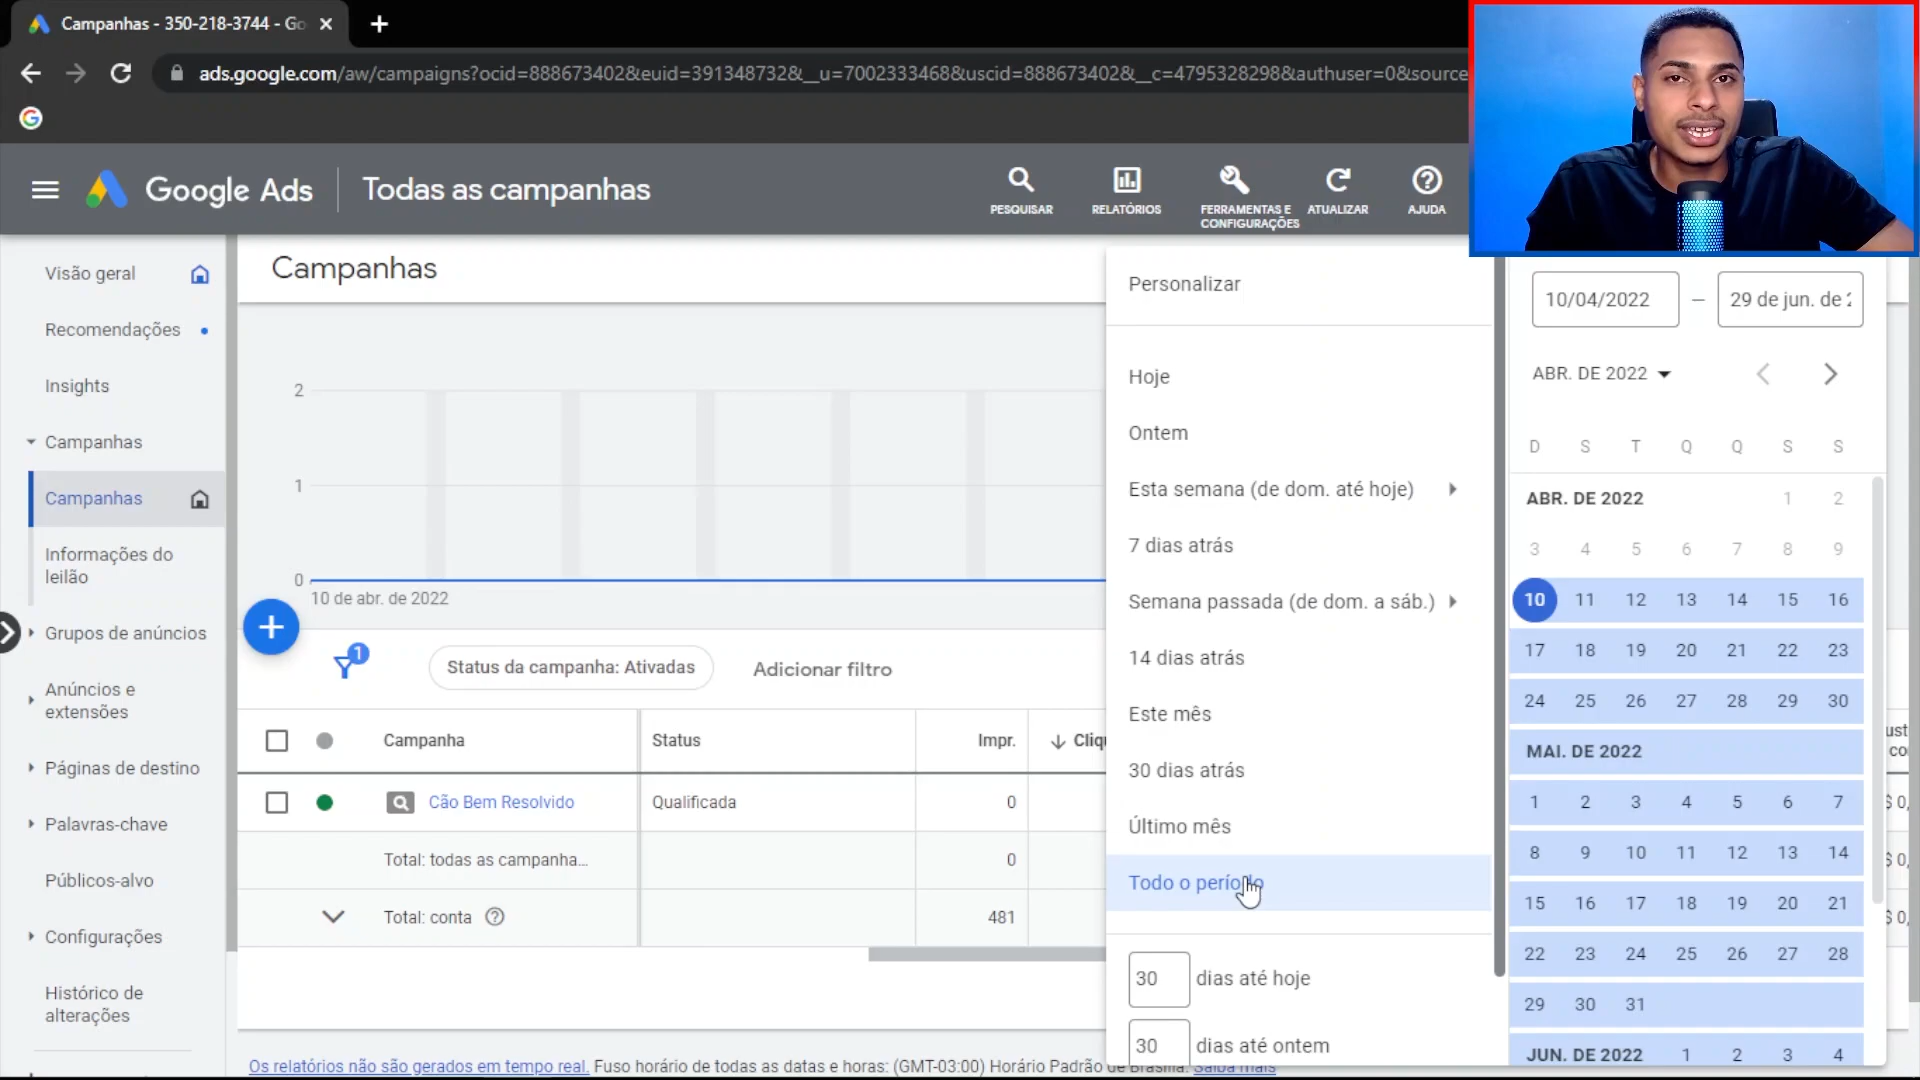 Campanhas - 350-218-3744 - Go
ads.google.com/aw/campaigns?ocid=888673402&euid=391348732&__u=7002333468&uscid=888673402&__c=4795328298&authuser=0&source
Google Ads
Todas as campanhas
PESQUISAR
RELATÓRIOS
FERRAMENTAS E
CONFIGURAÇÕES
ATUALIZAR
AJUDA
Visão geral
Recomendações
Insights
Campanhas
Campanhas
Informações do
leilão
Grupos de anúncios
Anúncios e
extensões
Páginas de destino
Palavras-chave
Públicos-alvo
Configurações
Histórico de
alterações
Campanhas
2
1
0
10 de abr. de 2022
1
Status da campanha: Ativadas
Adicionar filtro
Campanha Status Impr. Cliq
Cão Bem Resolvido Qualificada 0
Total: todas as campanha... 0
Total: conta 481
Os relatórios não são gerados em tempo real. Fuso horário de todas as datas e horas: (GMT-03:00) Horário Padrão de Brasília. Saiba mais
Personalizar
Hoje
Ontem
Esta semana (de dom. até hoje)
7 dias atrás
Semana passada (de dom. a sáb.)
14 dias atrás
Este mês
30 dias atrás
Último mês
Todo o período
30 dias até hoje
30 dias até ontem
10/04/2022 – 29 de jun. de 2
ABR. DE 2022
D S T Q Q S S
ABR. DE 2022 1 2
3 4 5 6 7 8 9
10 11 12 13 14 15 16
17 18 19 20 21 22 23
24 25 26 27 28 29 30
MAI. DE 2022
1 2 3 4 5 6 7
8 9 10 11 12 13 14
15 16 17 18 19 20 21
22 23 24 25 26 27 28
29 30 31
JUN. DE 2022 1 2 3 4
ust
co
$ 0,
$ 0,
$ 0,